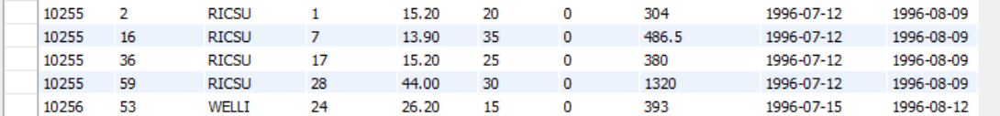 10255 2 RICSU 1 15.20 20 0 304 1996-07-12 1996-08-09
10255 16 RICSU 7 13.90 35 0 486.5 1996-07-12 1996-08-09
10255 36 RICSU 17 15.20 25 0 380 1996-07-12 1996-08-09
10255 59 RICSU 28 44.00 30 0 1320 1996-07-12 1996-08-09
10256 53 WELLI 24 26.20 15 0 393 1996-07-15 1996-08-12